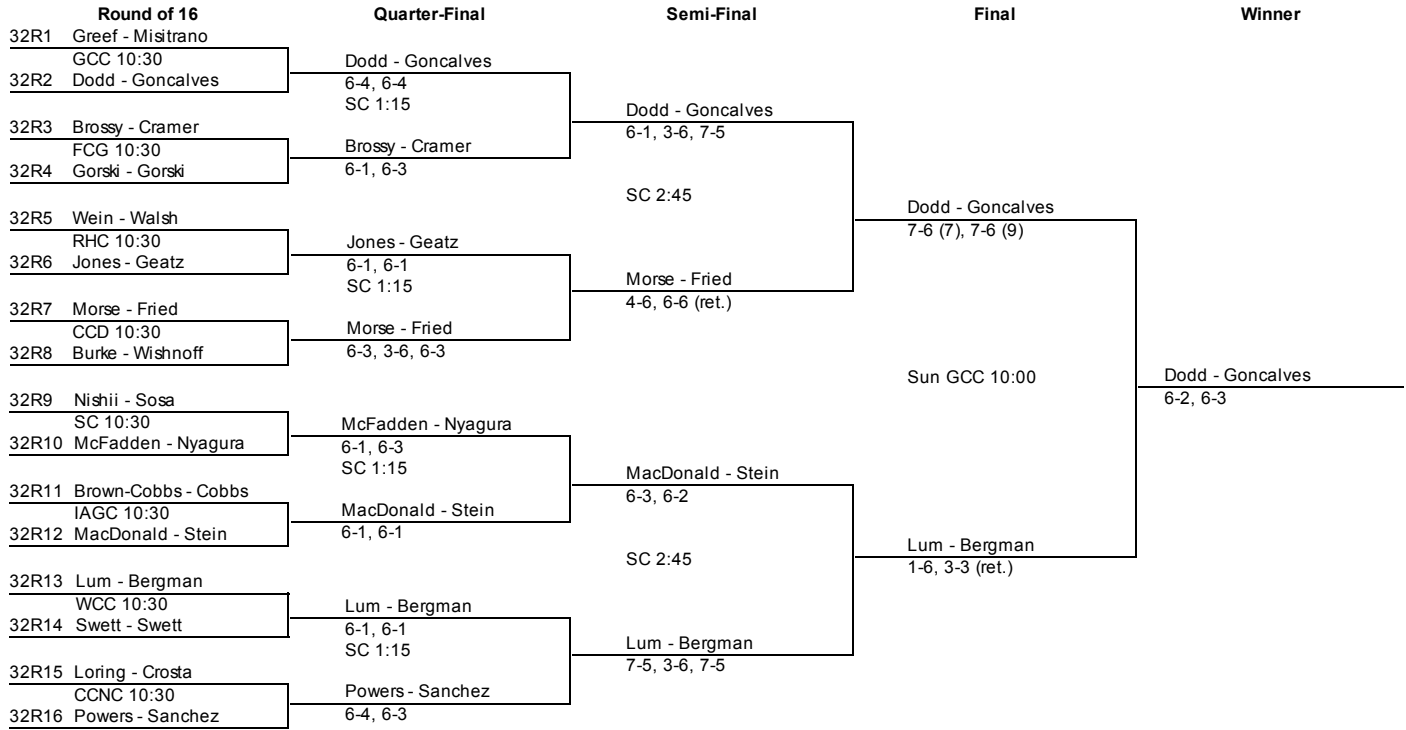 Round of 16
Quarter-Final
Semi-Final
Final
Winner
32R1 Greef - Misitrano
GCC 10:30
32R2 Dodd - Goncalves
32R3 Brossy - Cramer
FCG 10:30
32R4 Gorski - Gorski
32R5 Wein - Walsh
RHC 10:30
32R6 Jones - Geatz
32R7 Morse - Fried
CCD 10:30
32R8 Burke - Wishnoff
32R9 Nishii - Sosa
SC 10:30
32R10 McFadden - Nyagura
32R11 Brown-Cobbs - Cobbs
IAGC 10:30
32R12 MacDonald - Stein
32R13 Lum - Bergman
WCC 10:30
32R14 Swett - Swett
32R15 Loring - Crosta
CCNC 10:30
32R16 Powers - Sanchez
Dodd - Goncalves
6-4, 6-4
SC 1:15
Brossy - Cramer
6-1, 6-3
Jones - Geatz
6-1, 6-1
SC 1:15
Morse - Fried
6-3, 3-6, 6-3
McFadden - Nyagura
6-1, 6-3
SC 1:15
MacDonald - Stein
6-1, 6-1
Lum - Bergman
6-1, 6-1
SC 1:15
Powers - Sanchez
6-4, 6-3
Dodd - Goncalves
6-1, 3-6, 7-5
SC 2:45
Morse - Fried
4-6, 6-6 (ret.)
MacDonald - Stein
6-3, 6-2
SC 2:45
Lum - Bergman
7-5, 3-6, 7-5
Dodd - Goncalves
7-6 (7), 7-6 (9)
Sun GCC 10:00
Lum - Bergman
1-6, 3-3 (ret.)
Dodd - Goncalves
6-2, 6-3